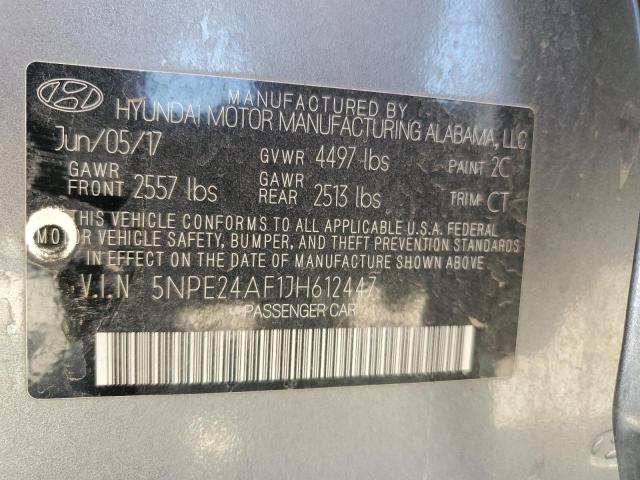 MANUFACTURED BY
HYUNDAI MOTOR MANUFACTURING ALABAMA, LLC
Jun/05/17 GVWR 4497 lbs PAINT 2C
GAWR FRONT 2557 lbs GAWR REAR 2513 lbs TRIM CT
THIS VEHICLE CONFORMS TO ALL APPLICABLE U.S.A. FEDERAL
MOTOR VEHICLE SAFETY, BUMPER, AND THEFT PREVENTION STANDARDS
IN EFFECT ON THE DATE OF MANUFACTURE SHOWN ABOVE.
V.I.N 5NPE24AF1JH612447
PASSENGER CAR